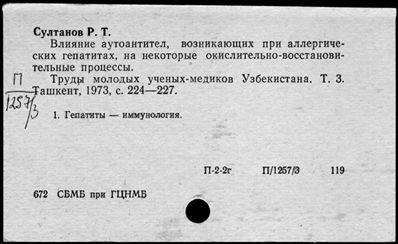 Султанов Р. Т.
Влияние аутоантител, возникающих при аллергиче-
ских гепатитах, на некоторые окислительно-восстанови-
тельные процессы.
П
Труды молодых ученых-медиков Узбекистана. Т. 3.
1257/3
Ташкент, 1973, с. 224—227.
1. Гепатиты — иммунология.
П-2-2г П/1257/3 119
672 СБМБ при ГЦНМБ